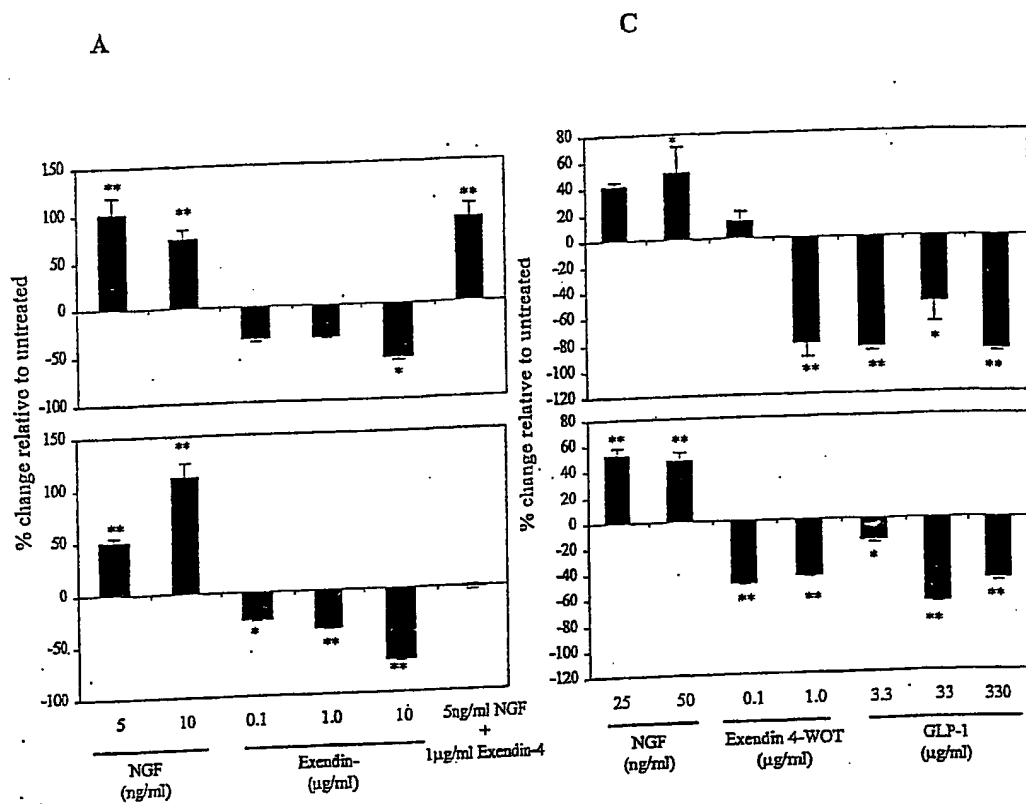 A
C
% change relative to untreated
150
100
50
0
-50
-100
** ** * **
% change relative to untreated
80
60
40
20
0
-20
-40
-60
-80
-100
-120
* ** ** * **
150
100
50
0
-50
-100
** ** * ** **
80
60
40
20
0
-20
-40
-60
-80
-100
-120
** ** ** ** * ** **
5 10 0.1 1.0 10 5ng/ml NGF
+
1μg/ml Exendin-4
NGF
(ng/ml)
Exendin-
(μg/ml)
25 50 0.1 1.0 3.3 33 330
NGF
(ng/ml)
Exendin 4-WOT
(μg/ml)
GLP-1
(μg/ml)